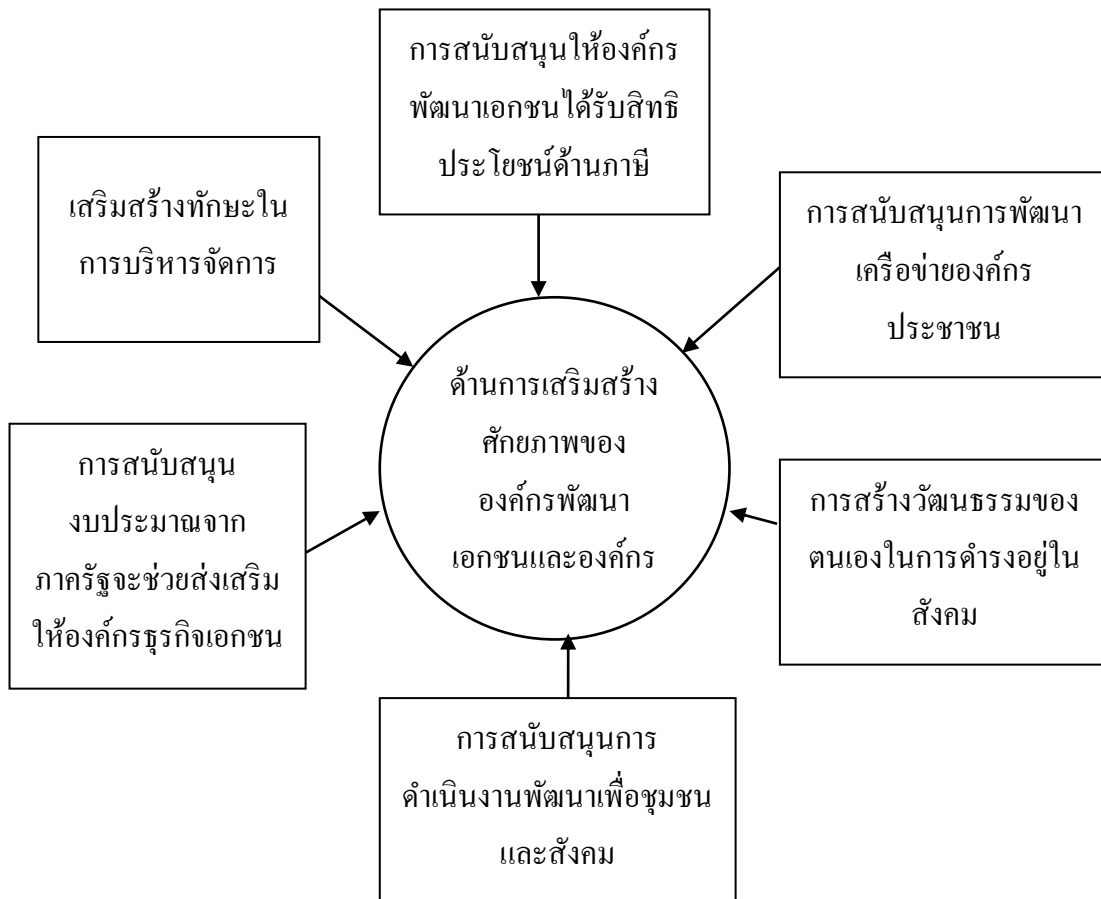 การสนับสนุนให้องค์กร
พัฒนาเอกชนได้รับสิทธิ
ประโยชน์ด้านภาษี
เสริมสร้างทักษะใน
การบริหารจัดการ
การสนับสนุนการพัฒนา
เครือข่ายองค์กร
ประชาชน
ด้านการเสริมสร้าง
ศักยภาพของ
องค์กรพัฒนา
เอกชนและองค์กร
การสนับสนุน
งบประมาณจาก
ภาครัฐจะช่วยส่งเสริม
ให้องค์กรธุรกิจเอกชน
การสร้างวัฒนธรรมของ
ตนเองในการดำรงอยู่ใน
สังคม
การสนับสนุนการ
ดำเนินงานพัฒนาเพื่อชุมชน
และสังคม